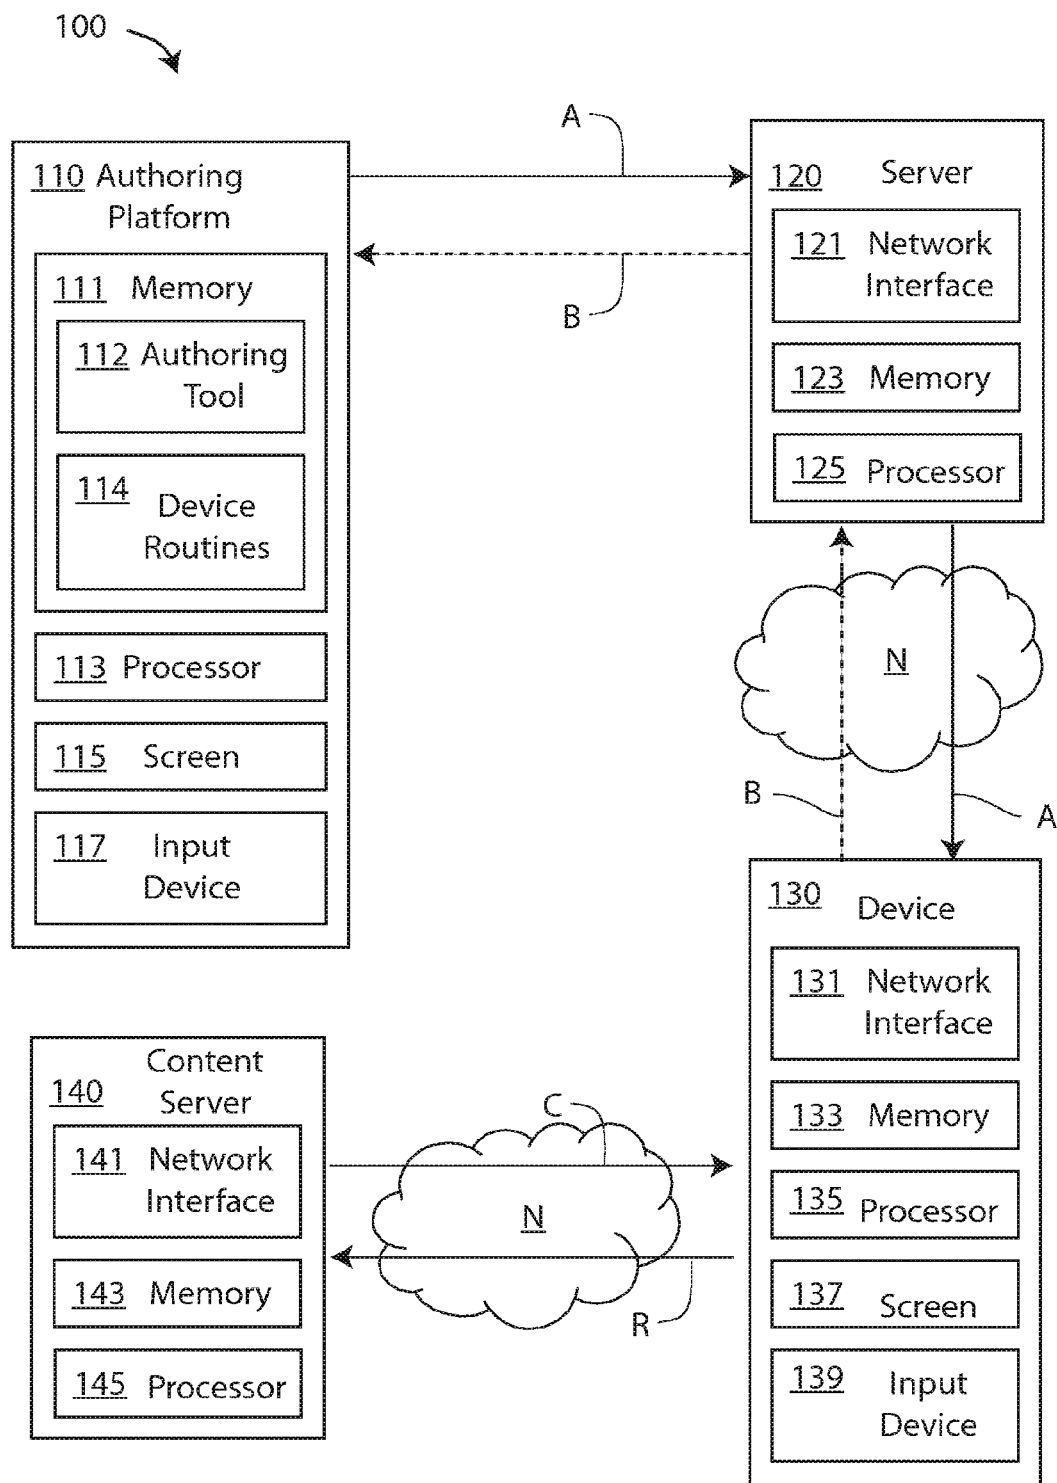 100
A
110 Authoring
Platform
B
111 Memory
112 Authoring
Tool
114 Device
Routines
113 Processor
115 Screen
117 Input
Device
120 Server
121 Network
Interface
123 Memory
125 Processor
N
B
A
130 Device
131 Network
Interface
133 Memory
135 Processor
137 Screen
139 Input
Device
Content
140 Server
141 Network
Interface
143 Memory
145 Processor
C
N
R